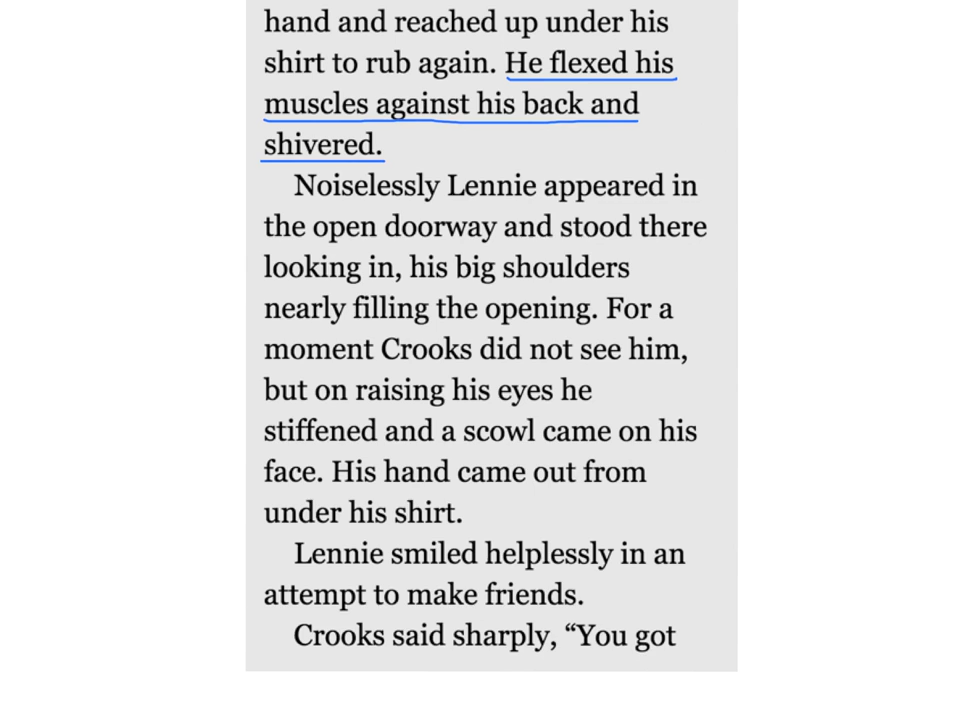 hand and reached up under his
shirt to rub again. He flexed his
muscles against his back and
shivered.
Noiselessly Lennie appeared in
the open doorway and stood there
looking in, his big shoulders
nearly filling the opening. For a
moment Crooks did not see him,
but on raising his eyes he
stiffened and a scowl came on his
face. His hand came out from
under his shirt.
Lennie smiled helplessly in an
attempt to make friends.
Crooks said sharply, “You got